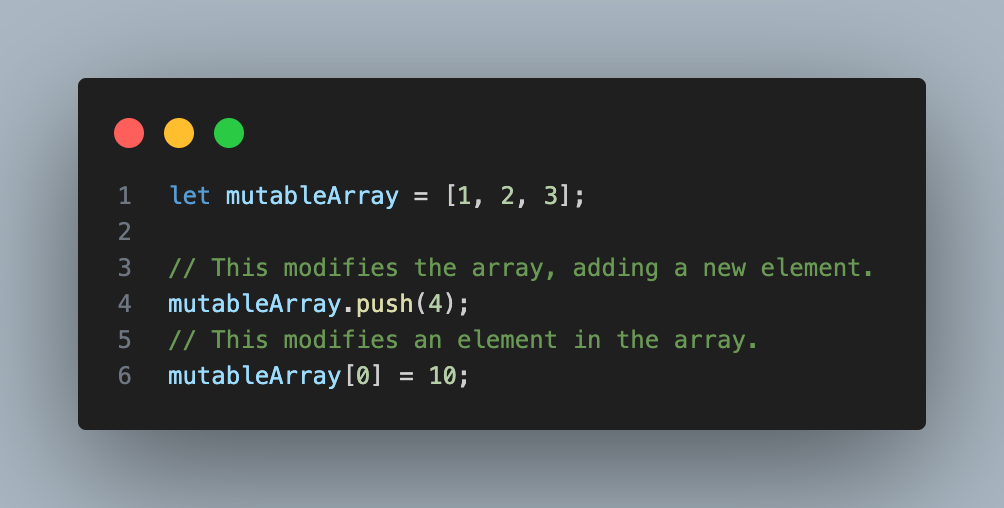 1 let mutableArray = [1, 2, 3];
2
3 // This modifies the array, adding a new element.
4 mutableArray.push(4);
5 // This modifies an element in the array.
6 mutableArray[0] = 10;